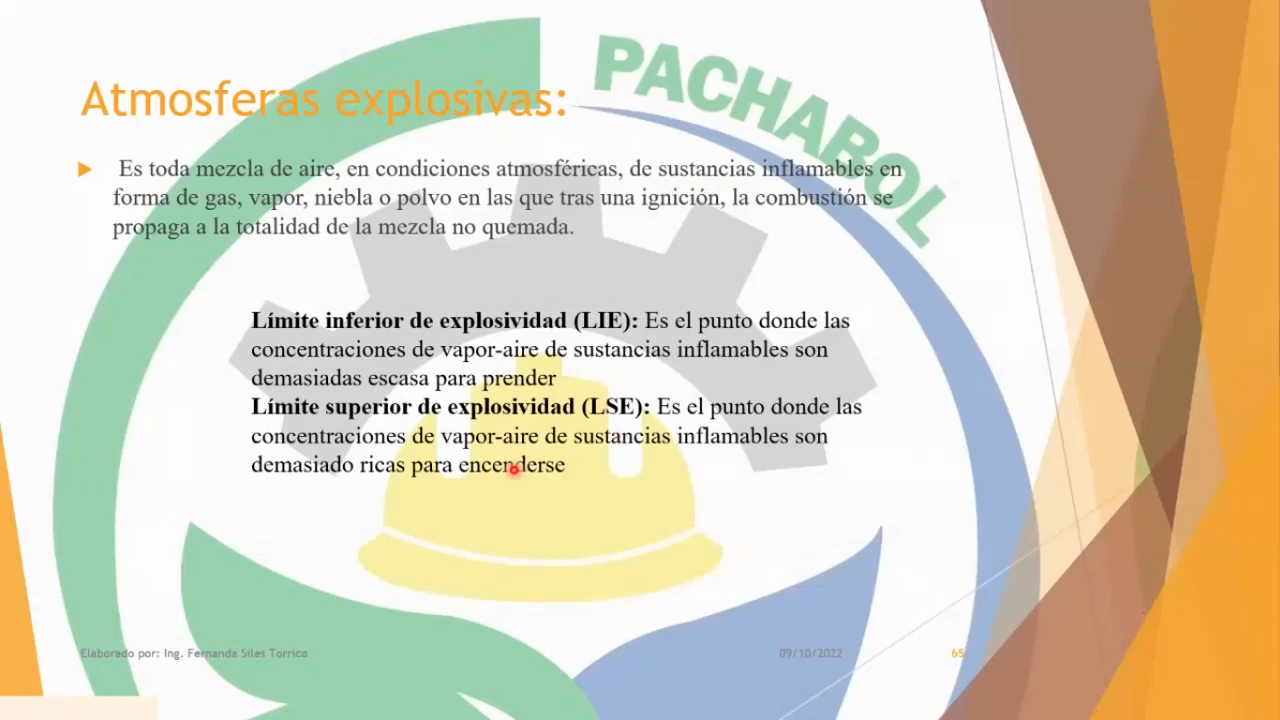 PACHABOL
Atmosferas explosivas:
Es toda mezcla de aire, en condiciones atmosféricas, de sustancias inflamables en
forma de gas, vapor, niebla o polvo en las que tras una ignición, la combustión se
propaga a la totalidad de la mezcla no quemada.
Límite inferior de explosividad (LIE): Es el punto donde las
concentraciones de vapor-aire de sustancias inflamables son
demasiadas escasa para prender
Límite superior de explosividad (LSE): Es el punto donde las
concentraciones de vapor-aire de sustancias inflamables son
demasiado ricas para encenderse
Elaborado por: Ing. Fernanda Siles Torrico
09/10/2022
65